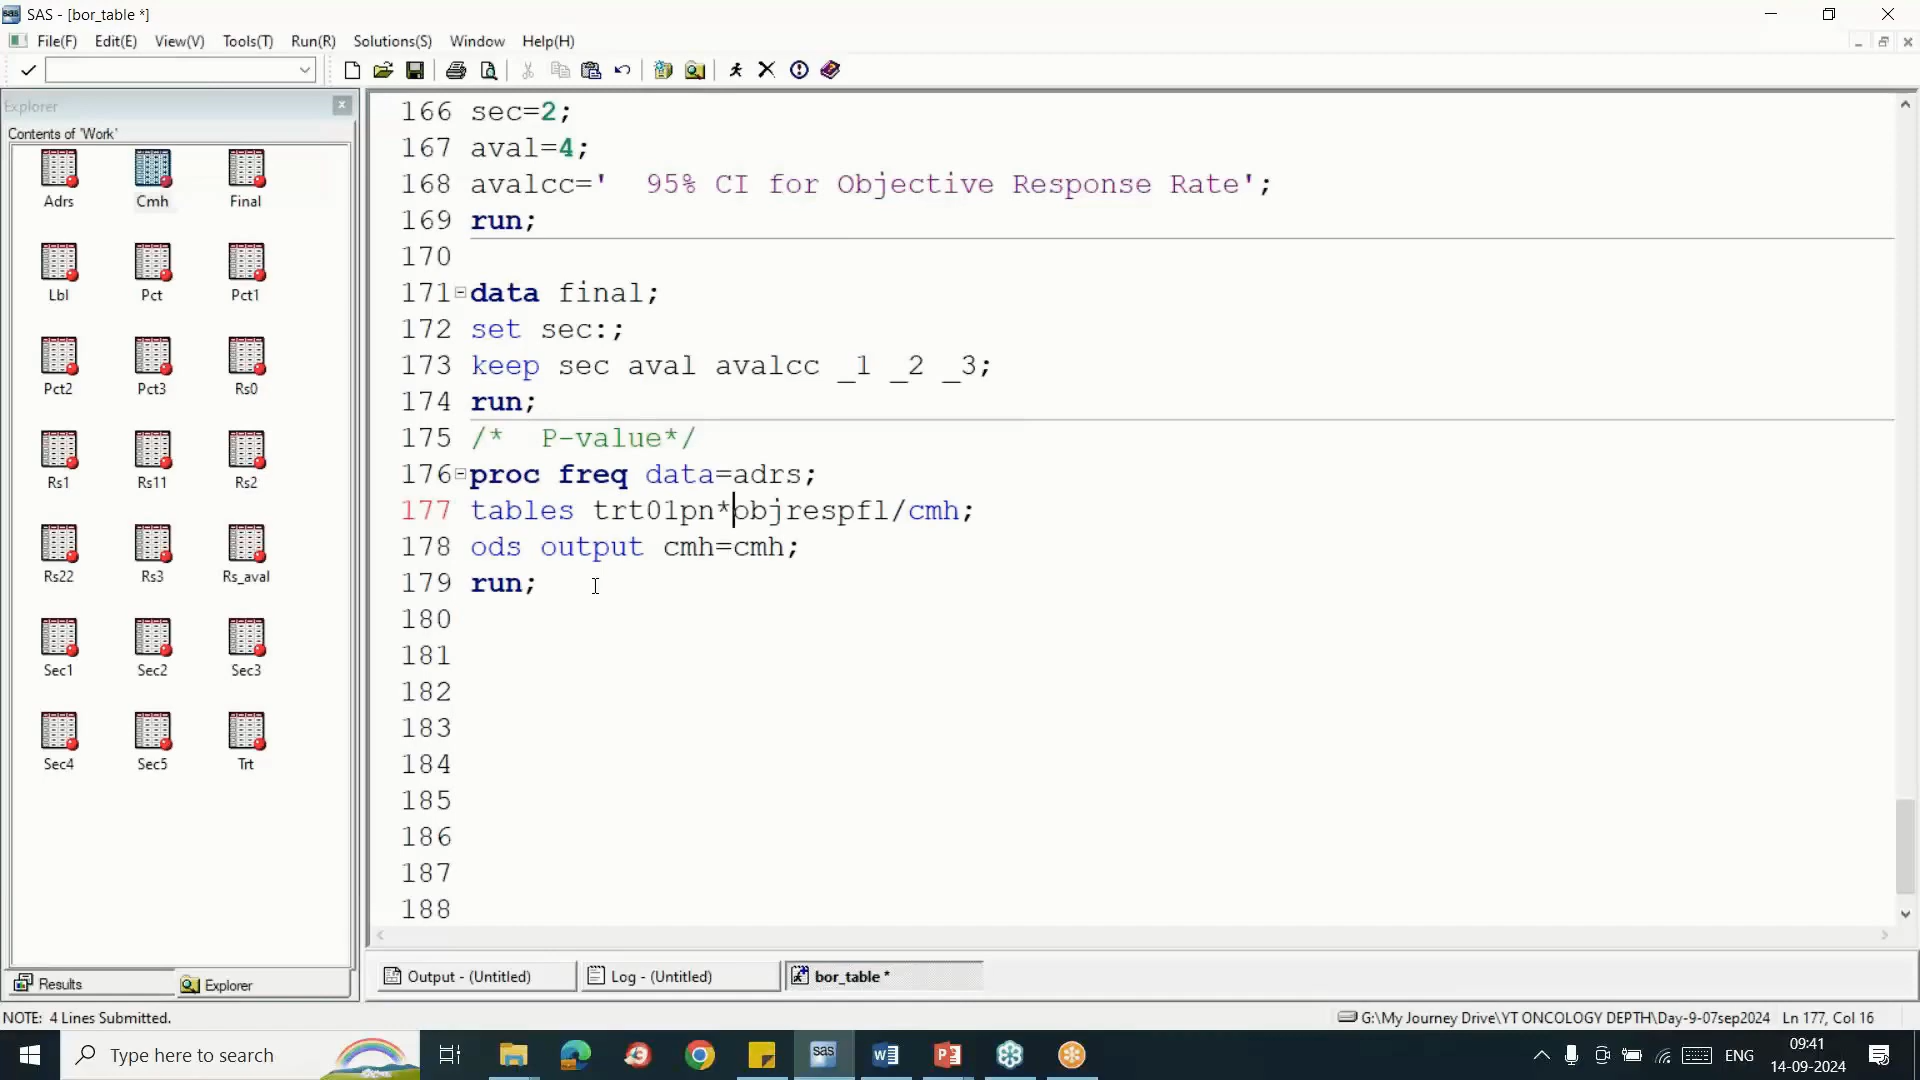 SAS - [bor_table *]
File(F) Edit(E) View(V) Tools(T) Run(R) Solutions(S) Window Help(H)
Explorer
Contents of 'Work'
Adrs Cmh Final
Lbl Pct Pct1
Pct2 Pct3 Rs0
Rs1 Rs11 Rs2
Rs22 Rs3 Rs_aval
Sec1 Sec2 Sec3
Sec4 Sec5 Trt
Results Explorer
166 sec=2;
167 aval=4;
168 avalcc='  95% CI for Objective Response Rate';
169 run;
170
171 data final;
172 set sec:;
173 keep sec aval avalcc _1 _2 _3;
174 run;
175 /*  P-value*/
176 proc freq data=adrs;
177 tables trt01pn*objrespfl/cmh;
178 ods output cmh=cmh;
179 run;
180
181
182
183
184
185
186
187
188
Output - (Untitled) Log - (Untitled) bor_table *
NOTE: 4 Lines Submitted.
G:\My Journey Drive\YT ONCOLOGY DEPTH\Day-9-07sep2024 Ln 177, Col 16
Type here to search
SAS
ENG
09:41
14-09-2024